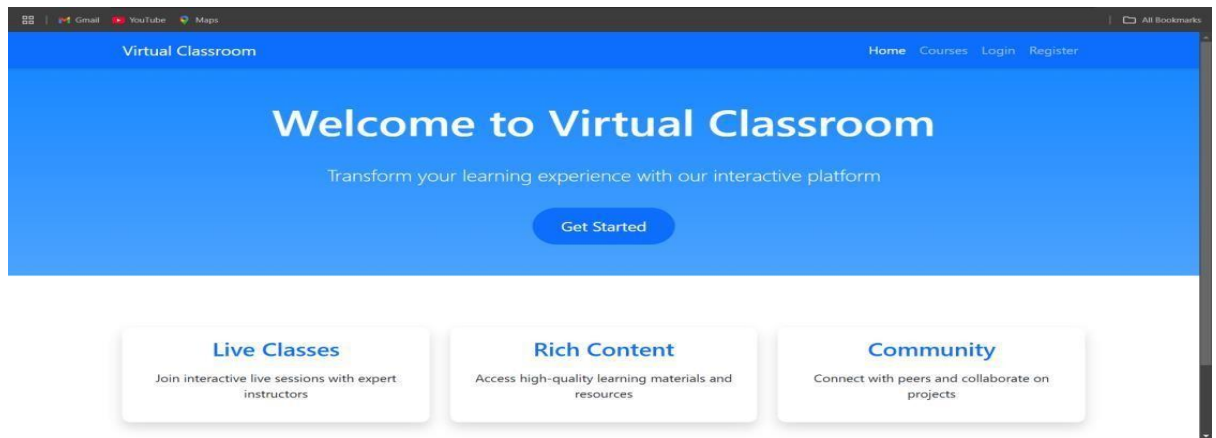 Gmail YouTube Maps All Bookmarks
Virtual Classroom Home Courses Login Register
Welcome to Virtual Classroom
Transform your learning experience with our interactive platform
Get Started
Live Classes
Join interactive live sessions with expert
instructors
Rich Content
Access high-quality learning materials and
resources
Community
Connect with peers and collaborate on
projects